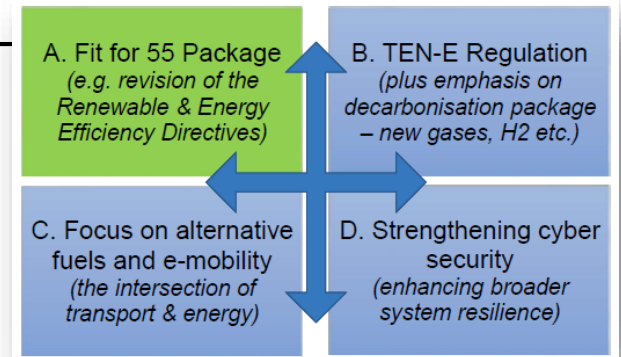 A. Fit for 55 Package
(e.g. revision of the
Renewable & Energy
Efficiency Directives)
B. TEN-E Regulation
(plus emphasis on
decarbonisation package
– new gases, H2 etc.)
C. Focus on alternative
fuels and e-mobility
(the intersection of
transport & energy)
D. Strengthening cyber
security
(enhancing broader
system resilience)